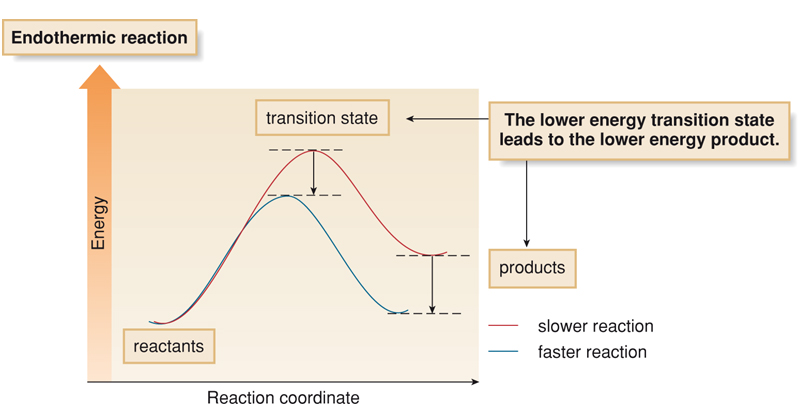 Endothermic reaction
transition state
The lower energy transition state
leads to the lower energy product.
Energy
products
reactants
slower reaction
faster reaction
Reaction coordinate